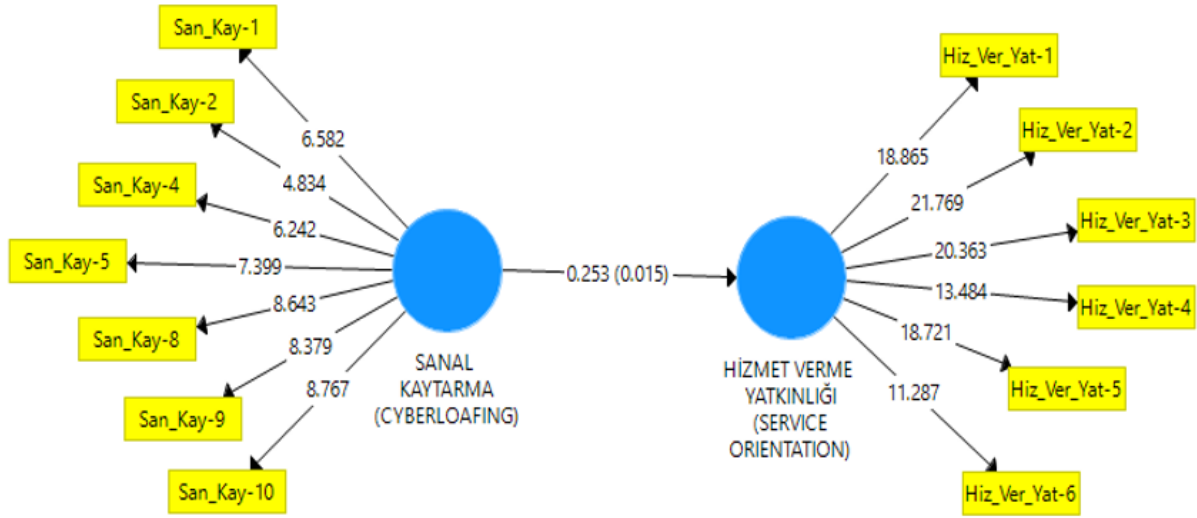 San_Kay-1
San_Kay-2
San_Kay-4
San_Kay-5
San_Kay-8
San_Kay-9
San_Kay-10
6.582
4.834
6.242
7.399
8.643
8.379
8.767
SANAL
KAYTARMA
(CYBERLOAFING)
0.253 (0.015)
HİZMET VERME
YATKINLIĞI
(SERVICE
ORIENTATION)
18.865
21.769
20.363
13.484
18.721
11.287
Hiz_Ver_Yat-1
Hiz_Ver_Yat-2
Hiz_Ver_Yat-3
Hiz_Ver_Yat-4
Hiz_Ver_Yat-5
Hiz_Ver_Yat-6